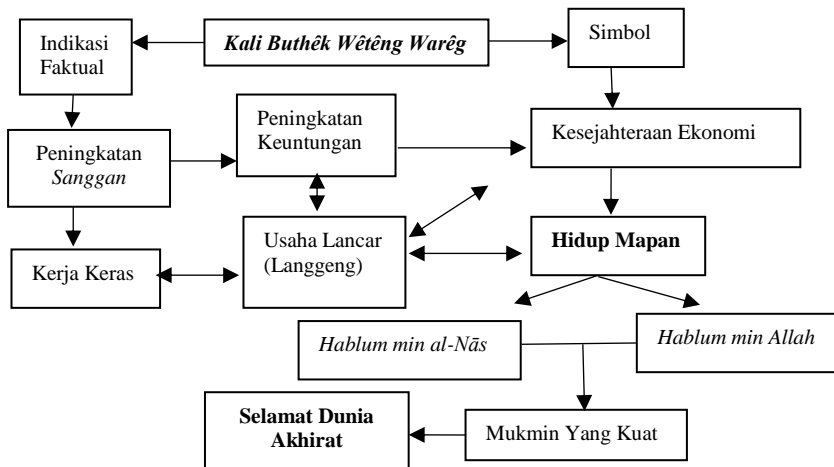 Indikasi
Faktual
Kali Buthêk Wêtêng Warêg
Simbol
Peningkatan
Sanggan
Peningkatan
Keuntungan
Kesejahteraan Ekonomi
Kerja Keras
Usaha Lancar
(Langgeng)
Hidup Mapan
Hablum min al-Nās
Hablum min Allah
Selamat Dunia
Akhirat
Mukmin Yang Kuat